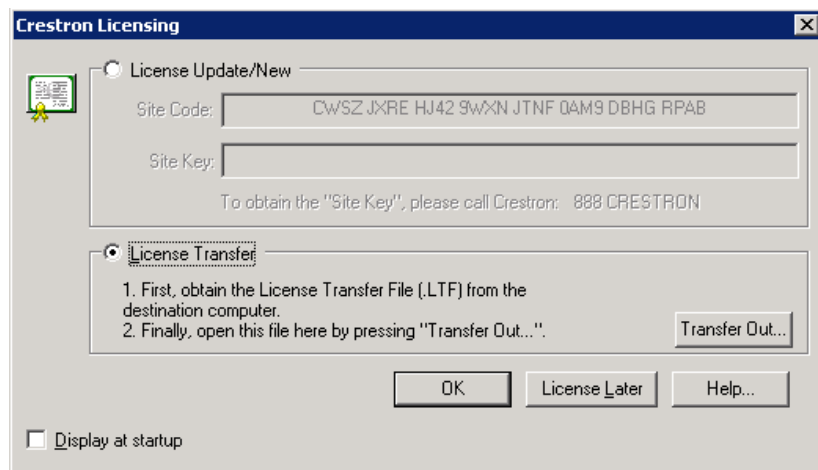 Crestron Licensing
License Update/New
Site Code: CWSZ JXRE HJ42 9WXN JTNF 0AM9 DBHG RPAB
Site Key:
To obtain the "Site Key", please call Crestron: 888 CRESTRON
License Transfer
1. First, obtain the License Transfer File (.LTF) from the
destination computer.
2. Finally, open this file here by pressing "Transfer Out...".
Transfer Out...
OK License Later Help...
Display at startup